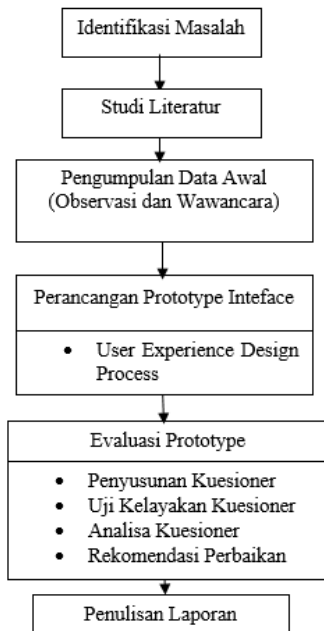 Identifikasi Masalah
Studi Literatur
Pengumpulan Data Awal
(Observasi dan Wawancara)
Perancangan Prototype Inteface
• User Experience Design
Process
Evaluasi Prototype
• Penyusunan Kuesioner
• Uji Kelayakan Kuesioner
• Analisa Kuesioner
• Rekomendasi Perbaikan
Penulisan Laporan